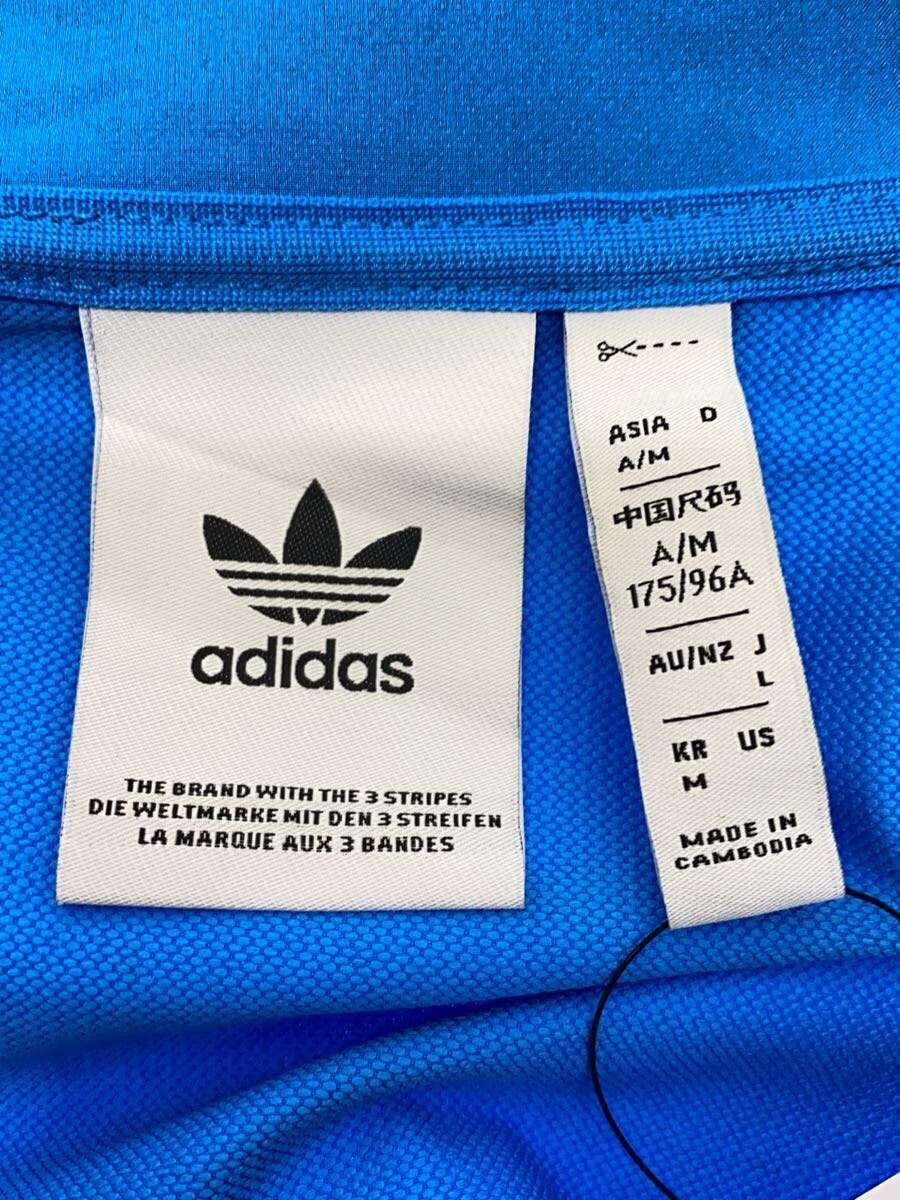 adidas
THE BRAND WITH THE 3 STRIPES
DIE WELTMARKE MIT DEN 3 STREIFEN
LA MARQUE AUX 3 BANDES
ASIA D
A/M
中国尺码
A/M
175/96A
AU/NZ J
L
KR US
M
MADE IN
CAMBODIA